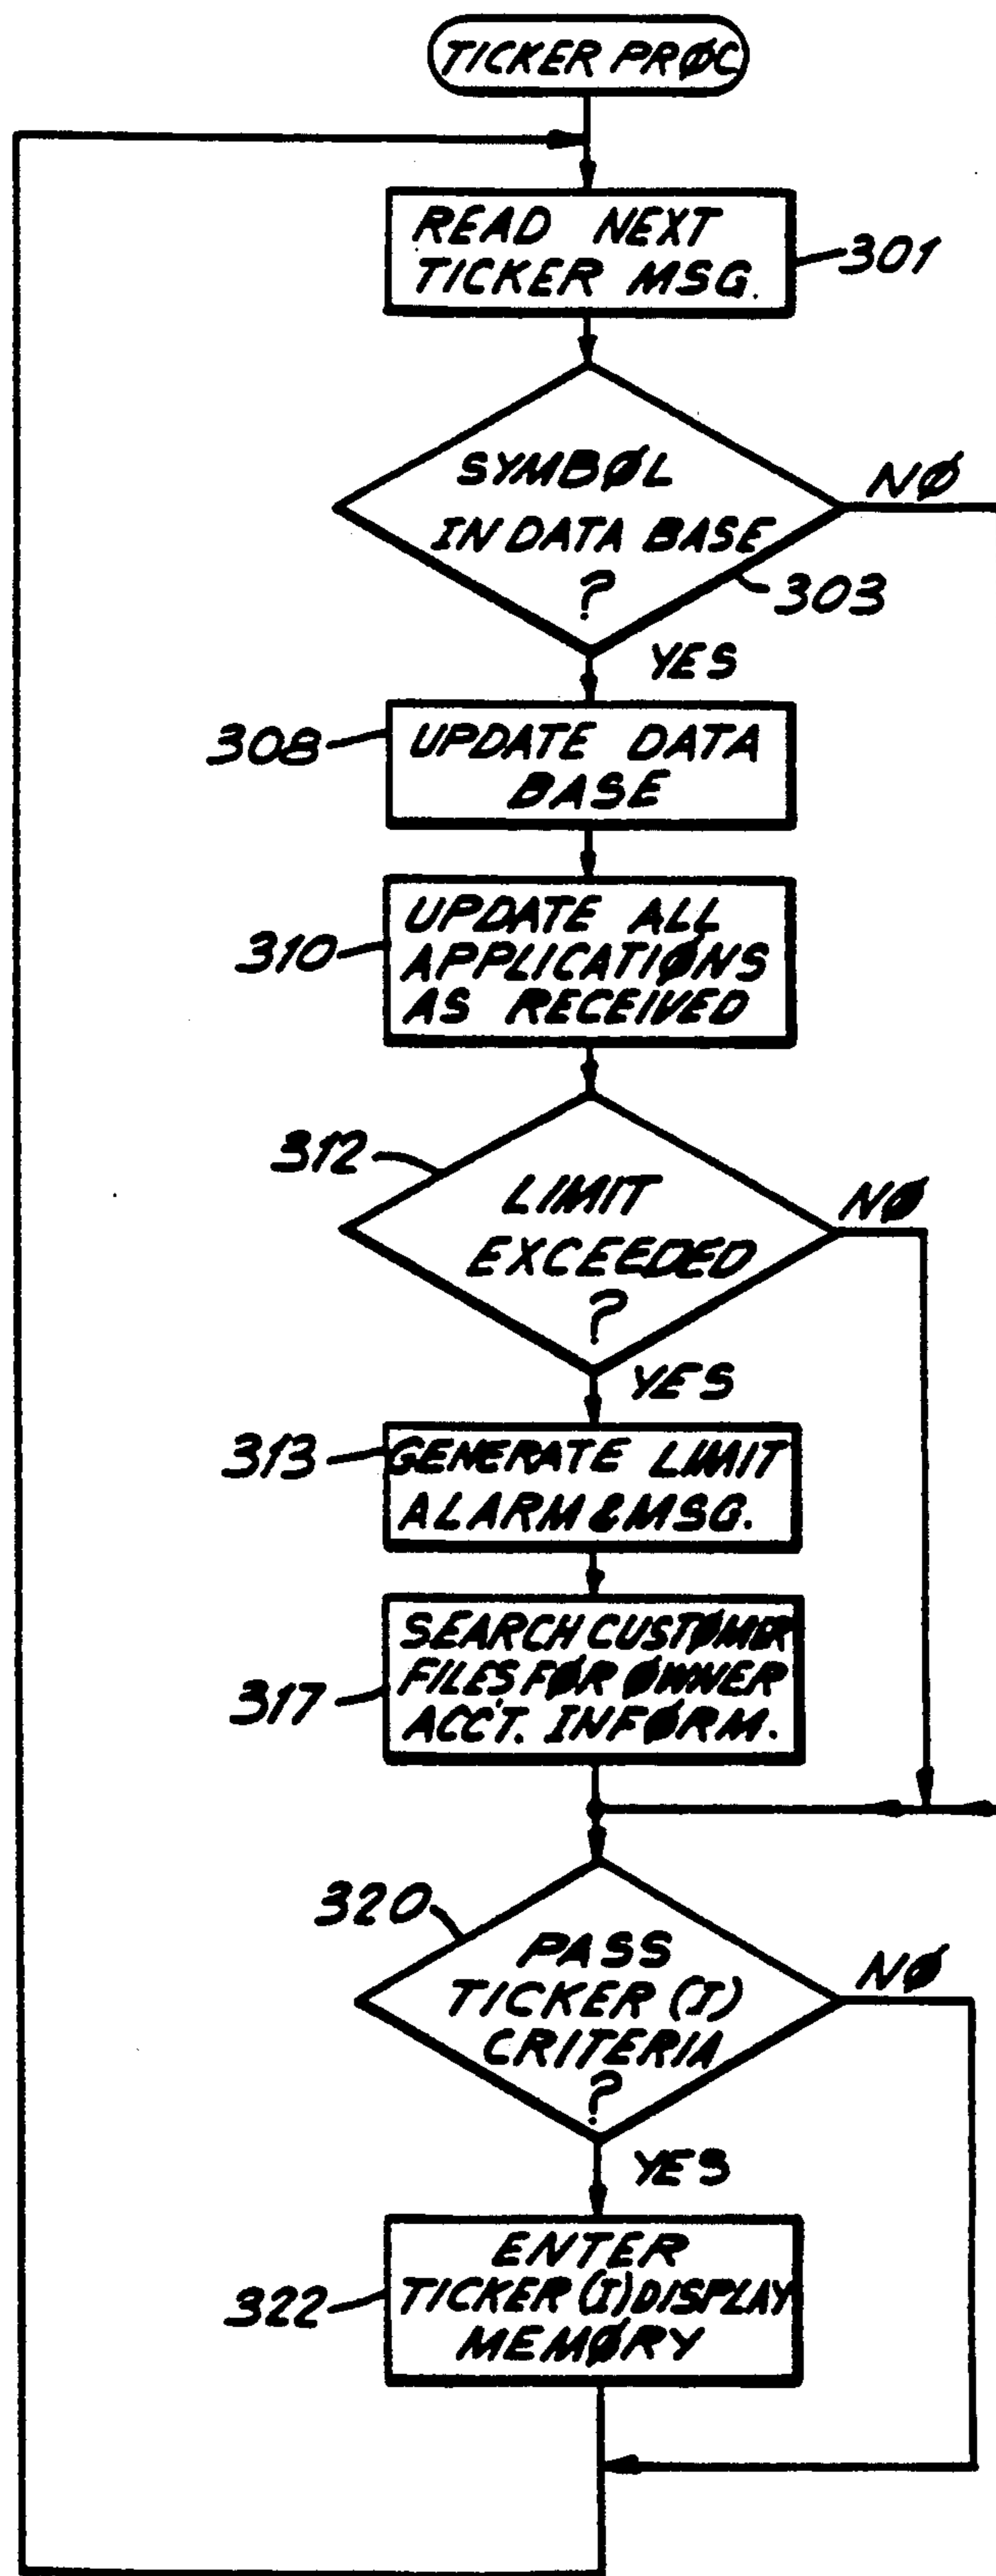 TICKER PRØC
READ NEXT
TICKER MSG.
301
SYMBØL
IN DATA BASE
?
NØ
303
YES
308
UPDATE DATA
BASE
310
UPDATE ALL
APPLICATIØNS
AS RECEIVED
312
LIMIT
EXCEEDED
?
NØ
YES
313
GENERATE LIMIT
ALARM & MSG.
317
SEARCH CUSTØMER
FILES FØR ØWNER
ACC'T. INFØRM.
320
PASS
TICKER (I)
CRITERIA
?
NØ
YES
322
ENTER
TICKER (I) DISPLAY
MEMØRY